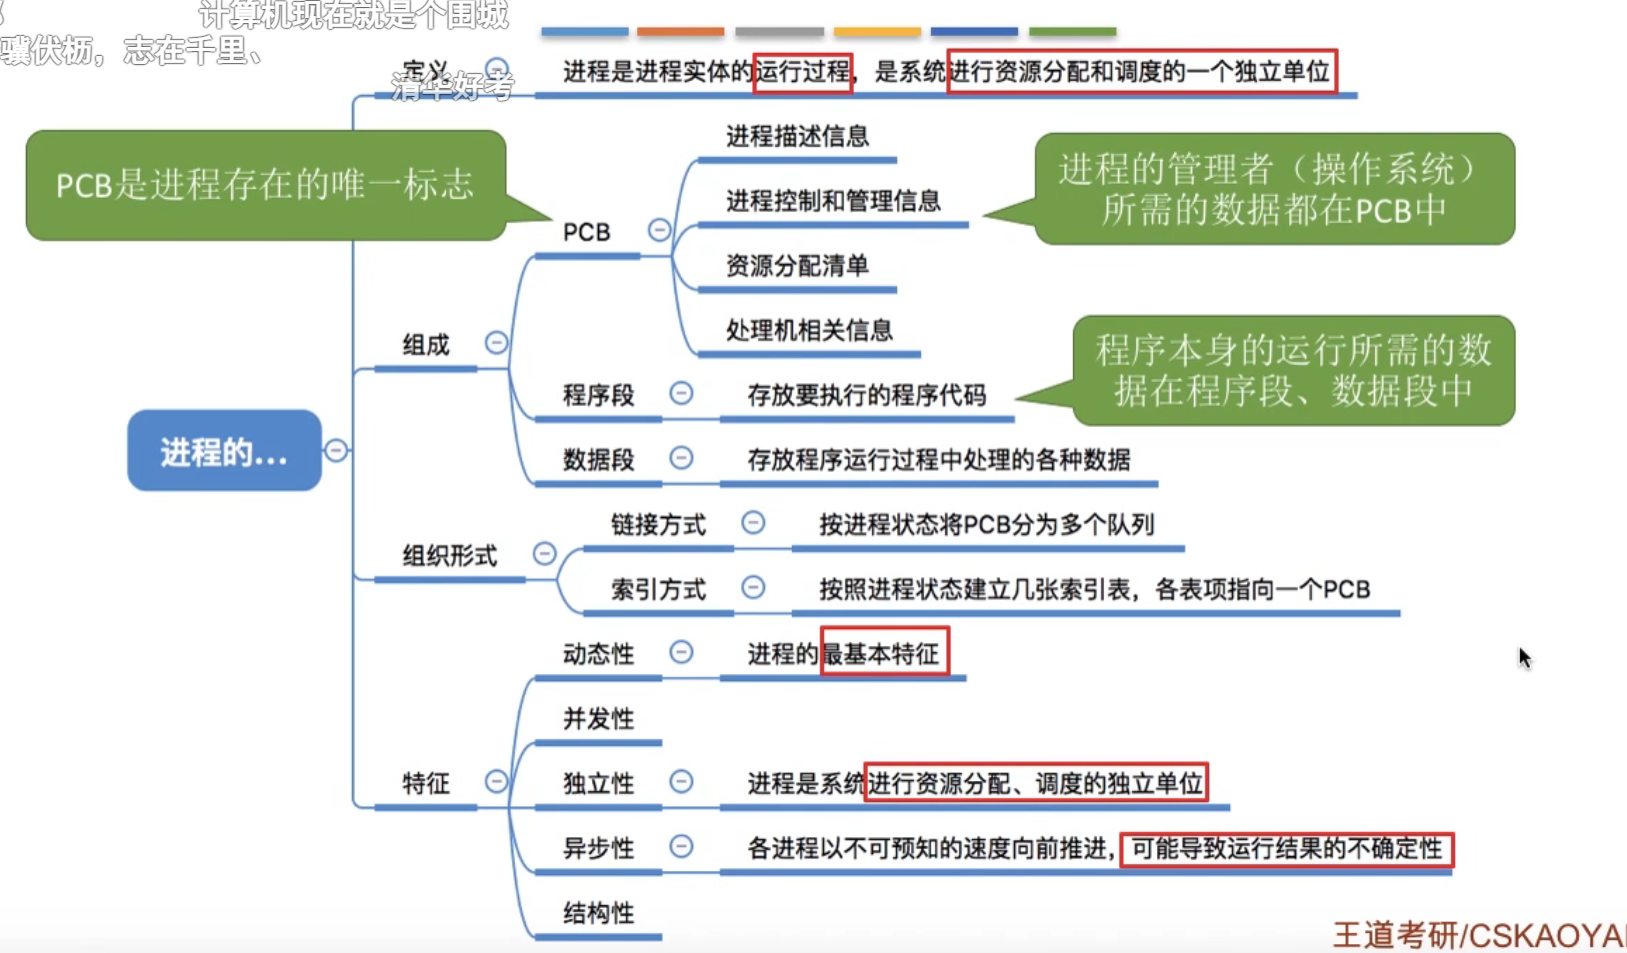 计算机现在就是个围城
骥伏枥，志在千里、
定义
清华好考
进程是进程实体的运行过程，是系统进行资源分配和调度的一个独立单位
PCB是进程存在的唯一标志
进程描述信息
进程控制和管理信息
进程的管理者（操作系统）
所需的数据都在PCB中
PCB
资源分配清单
处理机相关信息
组成
程序段
存放要执行的程序代码
程序本身的运行所需的数
据在程序段、数据段中
进程的...
数据段
存放程序运行过程中处理的各种数据
组织形式
链接方式
按进程状态将PCB分为多个队列
索引方式
按照进程状态建立几张索引表，各表项指向一个PCB
动态性
进程的最基本特征
并发性
特征
独立性
进程是系统进行资源分配、调度的独立单位
异步性
各进程以不可预知的速度向前推进，可能导致运行结果的不确定性
结构性
王道考研/CSKAOYA